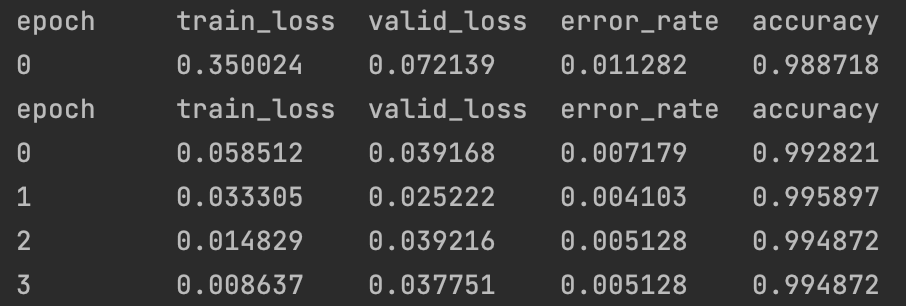 epoch train_loss valid_loss error_rate accuracy
0 0.350024 0.072139 0.011282 0.988718
epoch train_loss valid_loss error_rate accuracy
0 0.058512 0.039168 0.007179 0.992821
1 0.033305 0.025222 0.004103 0.995897
2 0.014829 0.039216 0.005128 0.994872
3 0.008637 0.037751 0.005128 0.994872